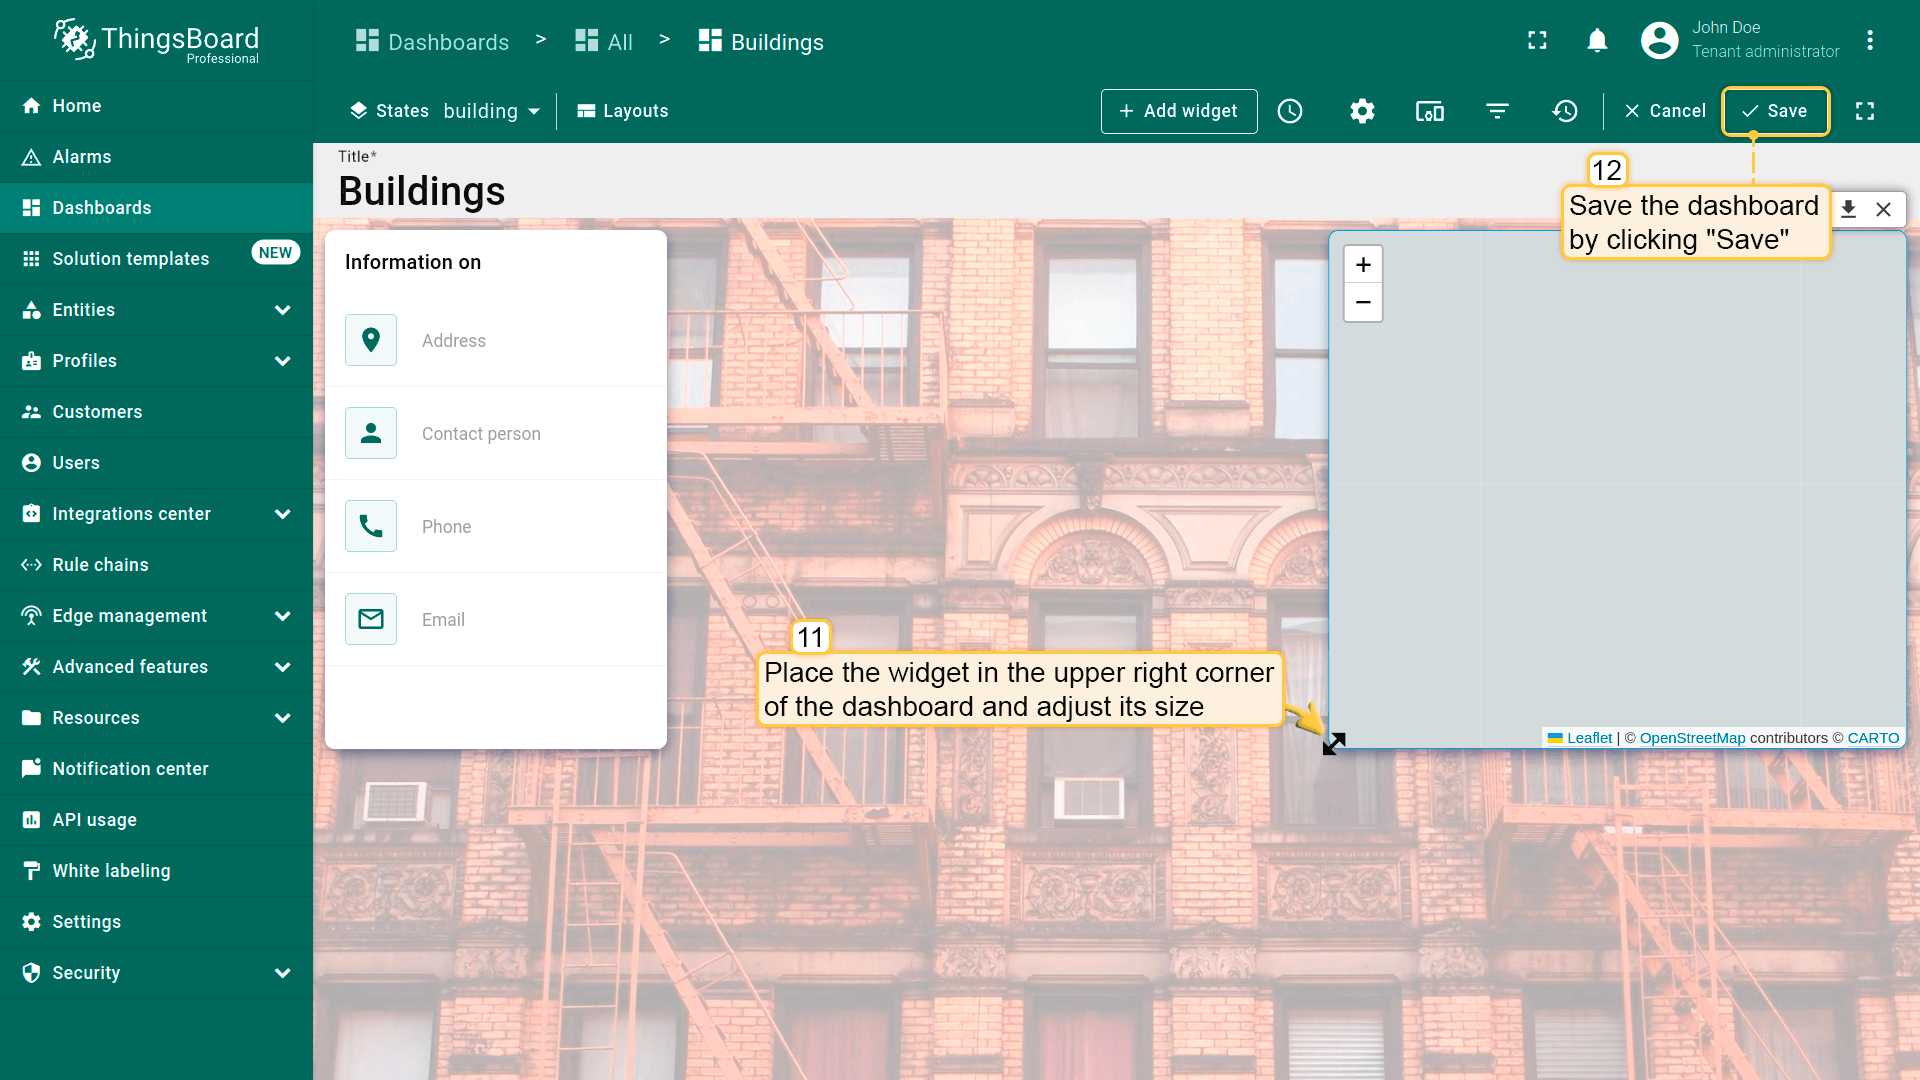 ThingsBoard
Professional
Dashboards > All > Buildings
John Doe
Tenant administrator
States building
Layouts
+ Add widget
Cancel
Save
Home
Alarms
Dashboards
Solution templates NEW
Entities
Profiles
Customers
Users
Integrations center
Rule chains
Edge management
Advanced features
Resources
Notification center
API usage
White labeling
Settings
Security
Title*
Buildings
12
Save the dashboard
by clicking "Save"
Information on
Address
Contact person
Phone
Email
+
−
11
Place the widget in the upper right corner
of the dashboard and adjust its size
Leaflet | © OpenStreetMap contributors © CARTO